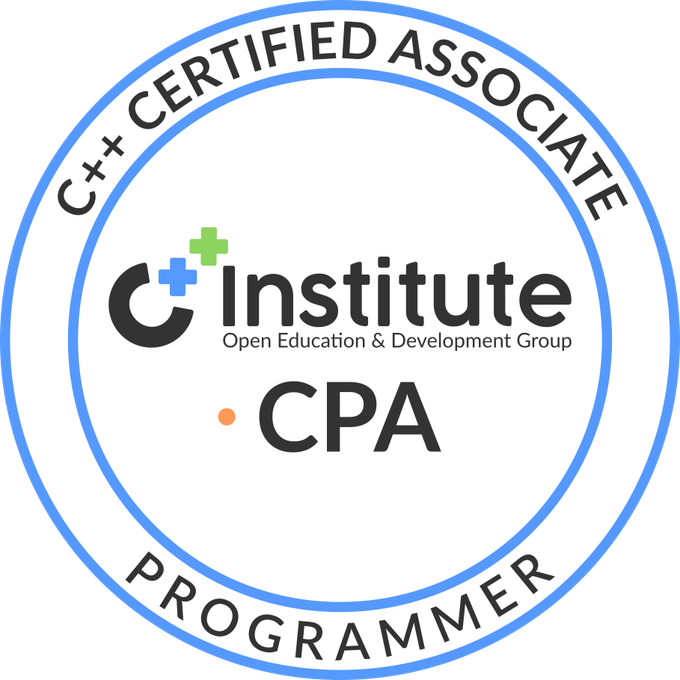 C++ CERTIFIED ASSOCIATE
C++ Institute
Open Education & Development Group
• CPA
PROGRAMMER